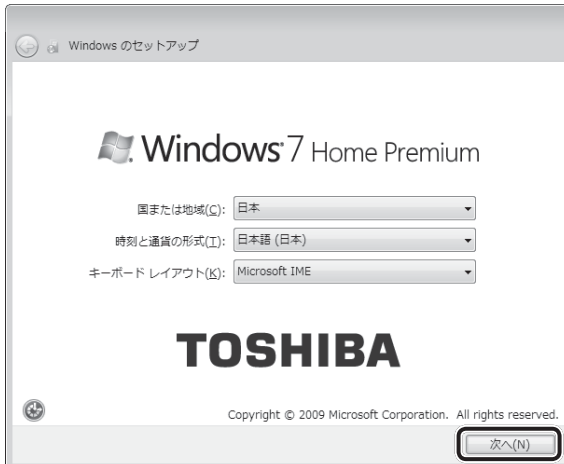 Windows のセットアップ
Windows 7 Home Premium
国または地域(C): 日本
時刻と通貨の形式(T): 日本語 (日本)
キーボード レイアウト(K): Microsoft IME
TOSHIBA
Copyright © 2009 Microsoft Corporation. All rights reserved.
次へ(N)